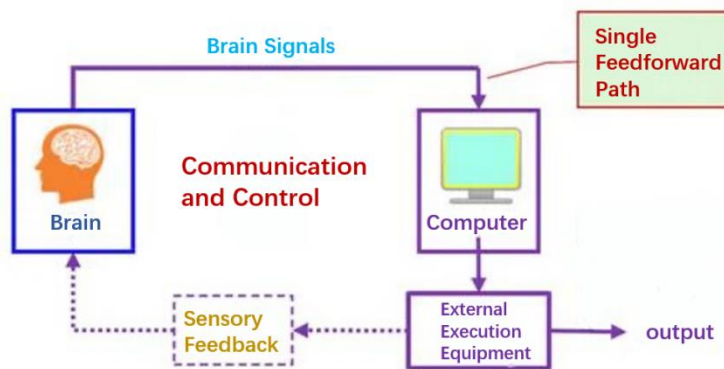 Brain Signals
Single
Feedforward
Path
Communication
and Control
Brain
Computer
Sensory
Feedback
External
Execution
Equipment
output